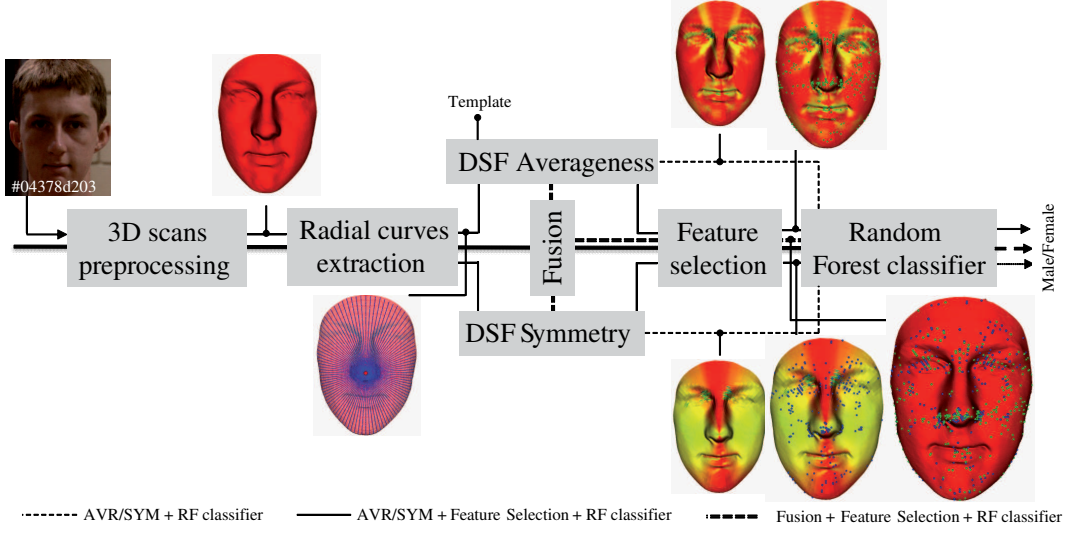 #04378d203
Template
DSF Averageness
3D scans
preprocessing
Radial curves
extraction
Fusion
Feature
selection
Random
Forest classifier
Male/Female
DSF Symmetry
AVR/SYM + RF classifier
AVR/SYM + Feature Selection + RF classifier
Fusion + Feature Selection + RF classifier